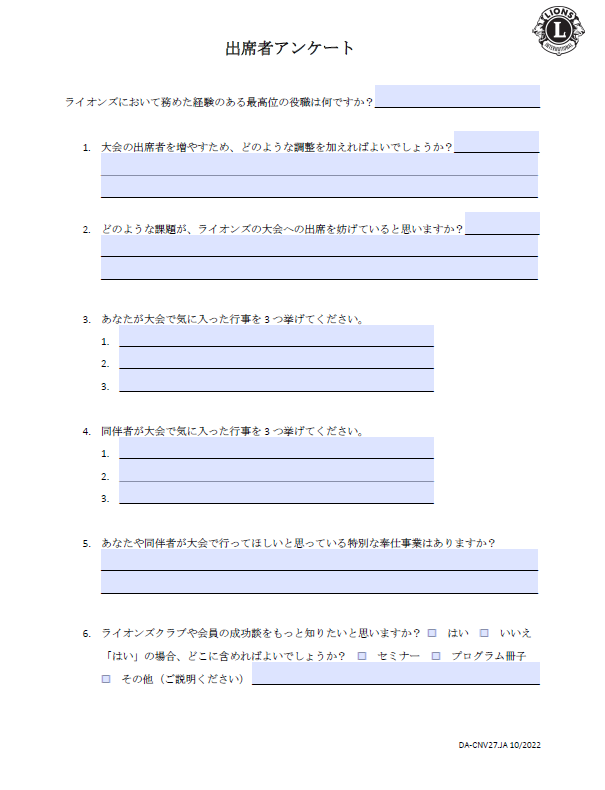 LIONS
L
INTERNATIONAL
出席者アンケート
ライオンズにおいて務めた経験のある最高位の役職は何ですか？
1. 大会の出席者を増やすため、どのような調整を加えればよいでしょうか？
2. どのような課題が、ライオンズの大会への出席を妨げていると思いますか？
3. あなたが大会で気に入った行事を 3 つ挙げてください。
1.
2.
3.
4. 同伴者が大会で気に入った行事を 3 つ挙げてください。
1.
2.
3.
5. あなたや同伴者が大会で行ってほしいと思っている特別な奉仕事業はありますか？
6. ライオンズクラブや会員の成功談をもっと知りたいと思いますか？ □ はい □ いいえ
「はい」の場合、どこに含めればよいでしょうか？ □ セミナー □ プログラム冊子
□ その他（ご説明ください）
DA-CNV27.JA 10/2022